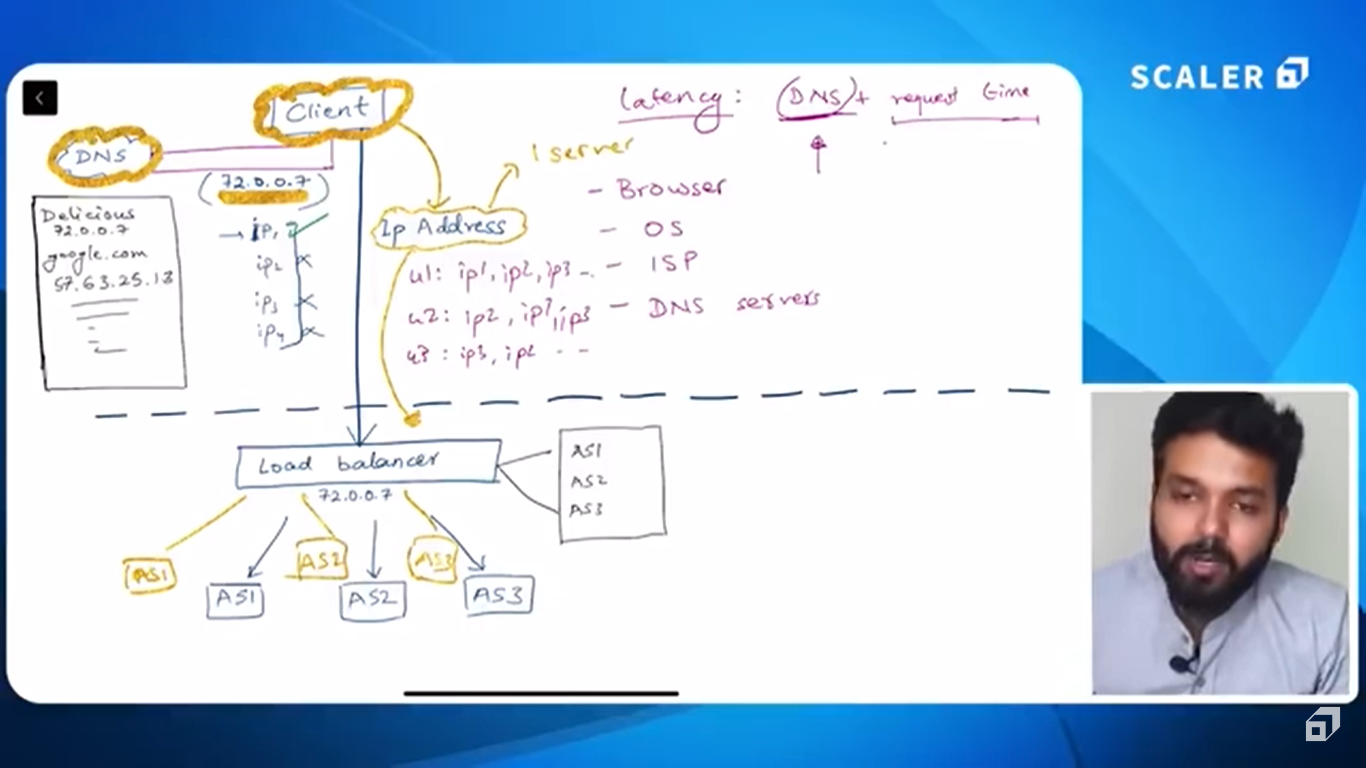 SCALER
Client
latency: (DNS)+ request time
DNS
1 server
(72.0.0.7)
- Browser
Delicious
72.0.0.7
google.com
57.63.25.13
ip1
Ip Address
- OS
ip2
u1: ip1, ip2, ip3 ..
- ISP
ip3
u2: ip2, ip1, ip3
- DNS servers
ip4
u3: ip3, ip2 - -
Load balancer
72.0.0.7
AS1
AS2
AS3
AS1
AS2
AS3
AS1
AS2
AS3